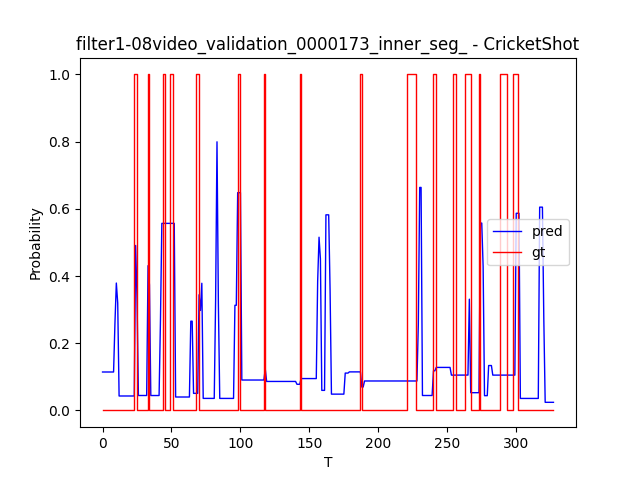 filter1-08video_validation_0000173_inner_seg_ - CricketShot
1.0
0.8
0.6
0.4
0.2
0.0
Probability
pred
gt
0 50 100 150 200 250 300
T